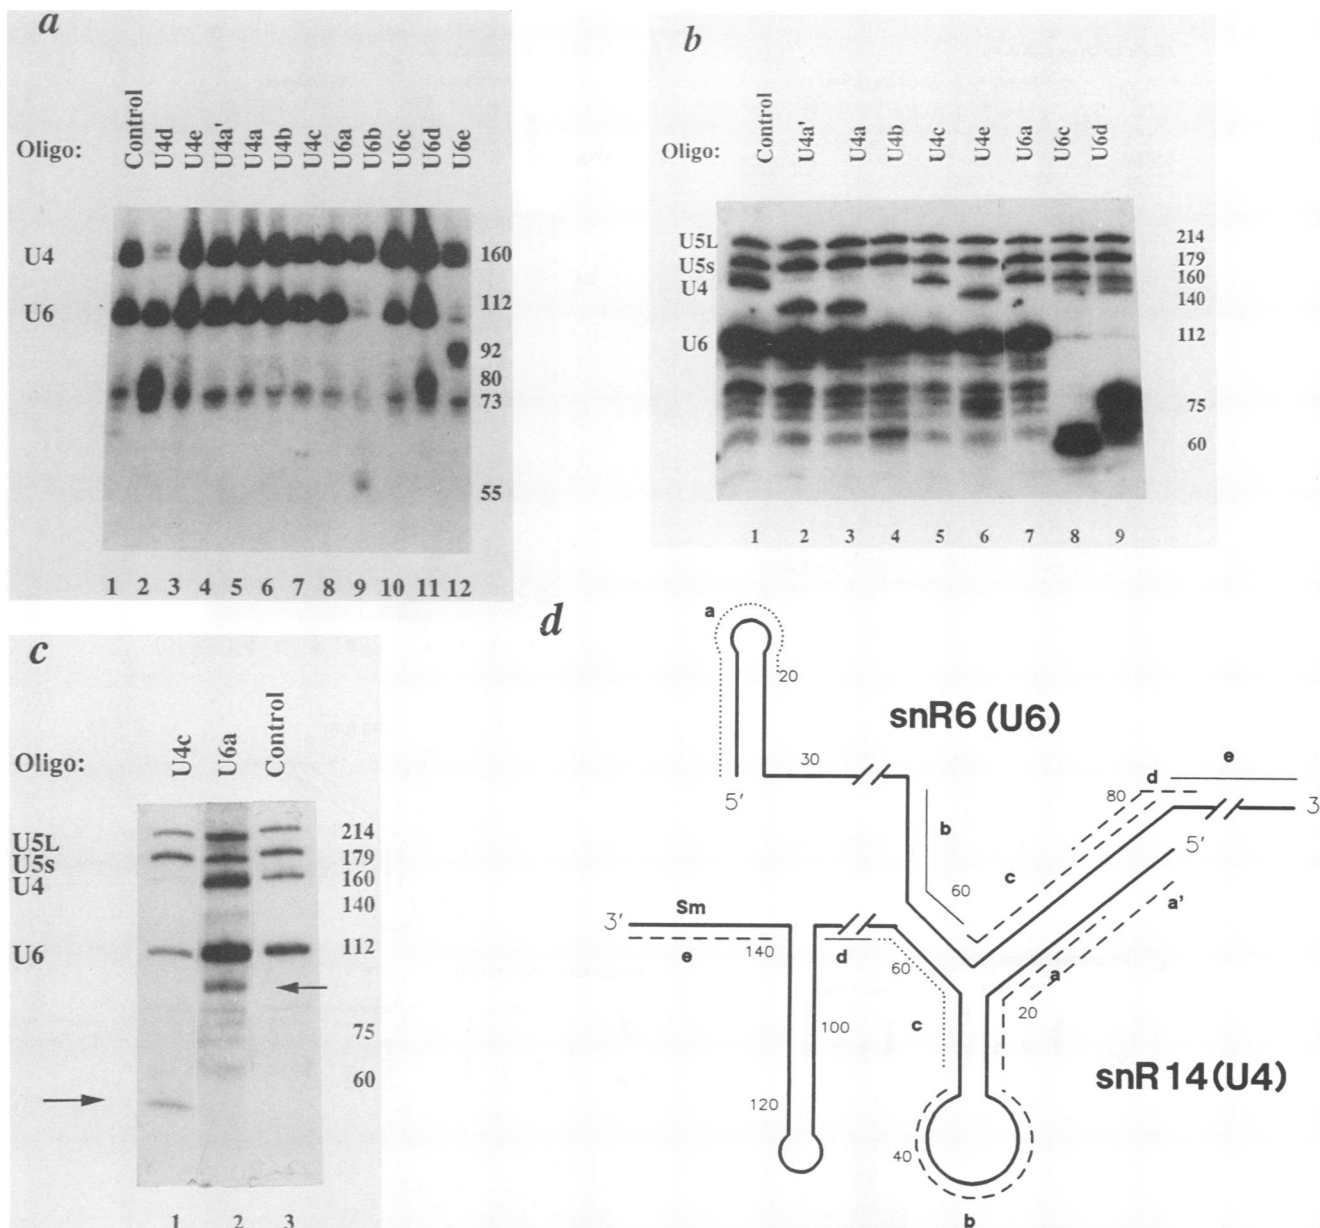 a
Oligo:
Control
U4d
U4e
U4a'
U4a
U4b
U4c
U6a
U6b
U6c
U6d
U6e
U4
U6
160
112
92
80
73
55
1 2 3 4 5 6 7 8 9 10 11 12
b
Oligo:
Control
U4a'
U4a
U4b
U4c
U4e
U6a
U6c
U6d
U5L
U5s
U4
U6
214
179
160
140
112
75
60
1 2 3 4 5 6 7 8 9
c
Oligo:
U4c
U6a
Control
U5L
U5s
U4
U6
214
179
160
140
112
75
60
1 2 3
d
a
20
snR6 (U6)
30
5'
b
60
c
80
d
e
3
5'
a'
a
20
3'
Sm
e
140
d
60
c
100
120
40
b
snR14 (U4)